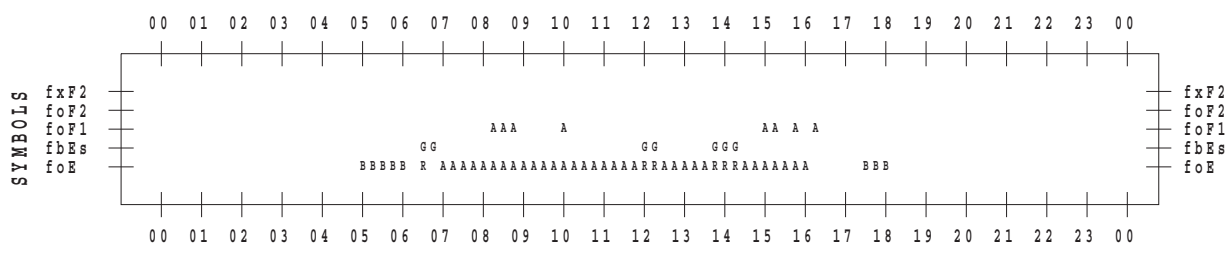 00 01 02 03 04 05 06 07 08 09 10 11 12 13 14 15 16 17 18 19 20 21 22 23 00
SYMBOLS
fxF2 fxF2
foF2 foF2
foF1 AAA A AA A A foF1
fbEs GG GG GGG fbEs
foE BBBBB R AAAAAAAAAAAAAAAAAAAARRAAAAARRRAAAAAAA BBB foE
00 01 02 03 04 05 06 07 08 09 10 11 12 13 14 15 16 17 18 19 20 21 22 23 00